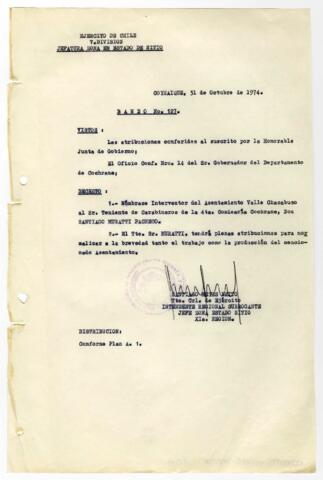 EJERCITO DE CHILE
V.DIVISION
JEFATURA ZONA EN ESTADO DE SITIO
COYHAIQUE, 31 de Octubre de 1974.
B A N D O No. 127.
VISTOS :
Las atribuciones conferidas al suscrito por la Honorable
Junta de Gobierno;
El Oficio Conf. Nro. 14 del Sr. Gobernador del Departamento
de Cochrane;
DECRETO :
1.- Nómbrase Interventor del Asentamiento Valle Chacabuco
al Sr. Teniente de Carabineros de la 4ta. Comisaría Cochrane, Don
SANTIAGO MURATTI PACHECO.
2.- El Tte. Sr. MURATTI, tendrá plenas atribuciones para nor
malizar a la brevedad tanto el trabajo como la producción del mencio-
nado Asentamiento.
SANTIAGO
Tte. Crl. de Ejército
INTENDENTE REGIONAL SUBROGANTE
JEFE ZONA ESTADO SITIO
XIa. REGION.
DISTRIBUCION:
Conforme Plan A. 1.